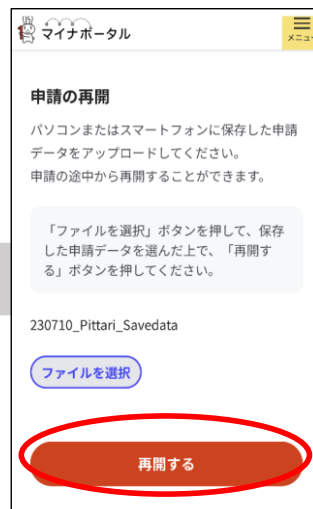 マイナポータル
メニュー
申請の再開
パソコンまたはスマートフォンに保存した申請
データをアップロードしてください。
申請の途中から再開することができます。
「ファイルを選択」ボタンを押して、保存
した申請データを選んだ上で、「再開す
る」ボタンを押してください。
230710_Pittari_Savedata
ファイルを選択
再開する